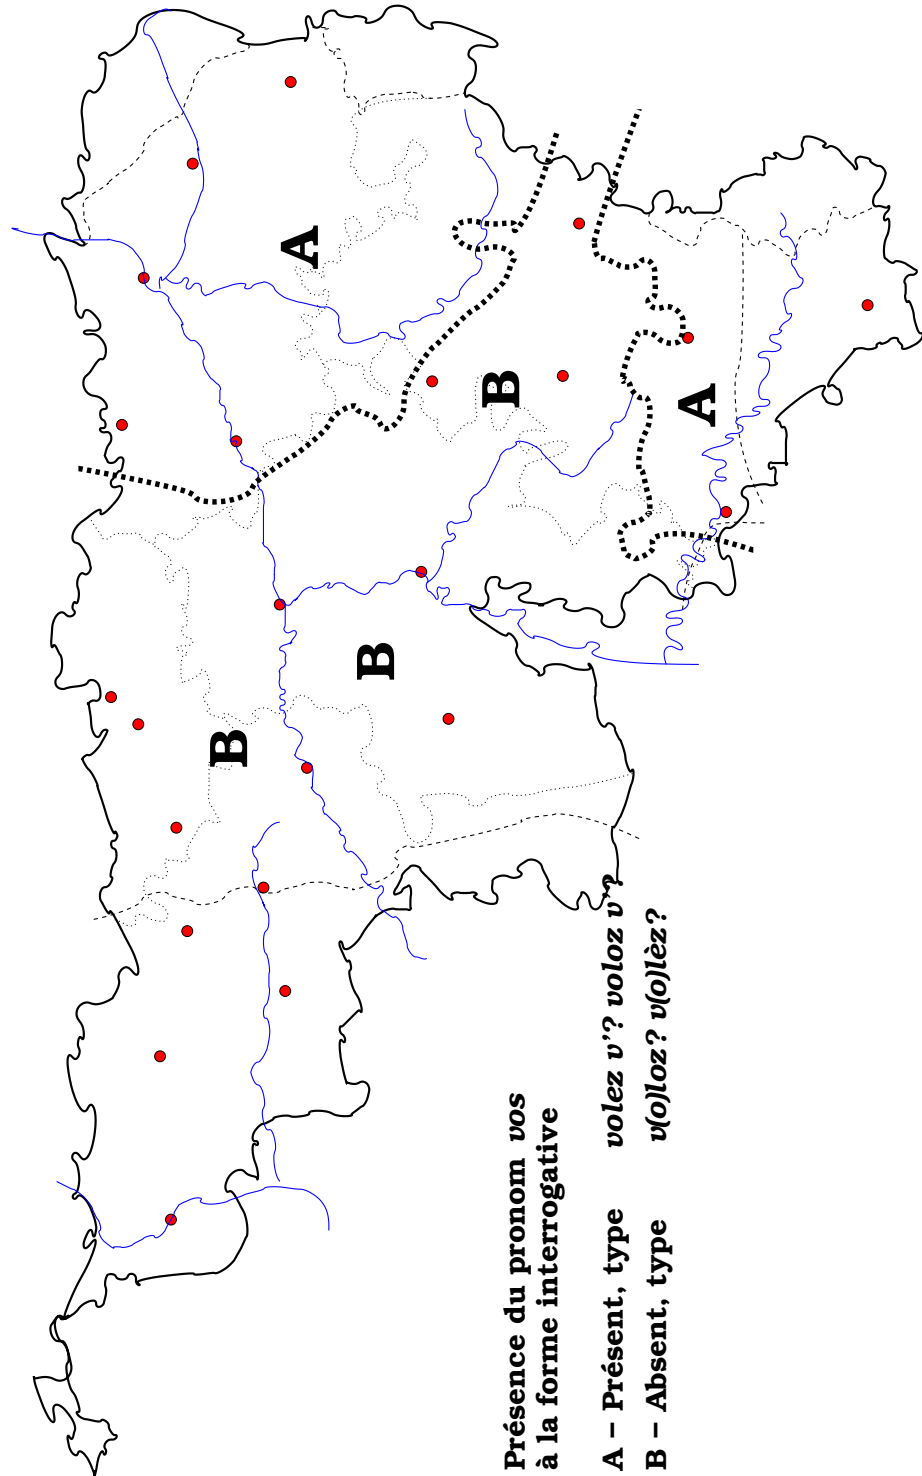 A
B
A
B
B
Présence du pronom vos
à la forme interrogative
A – Présent, type volez v'? voloz v'?
B – Absent, type v(o)loz? v(o)lèz?